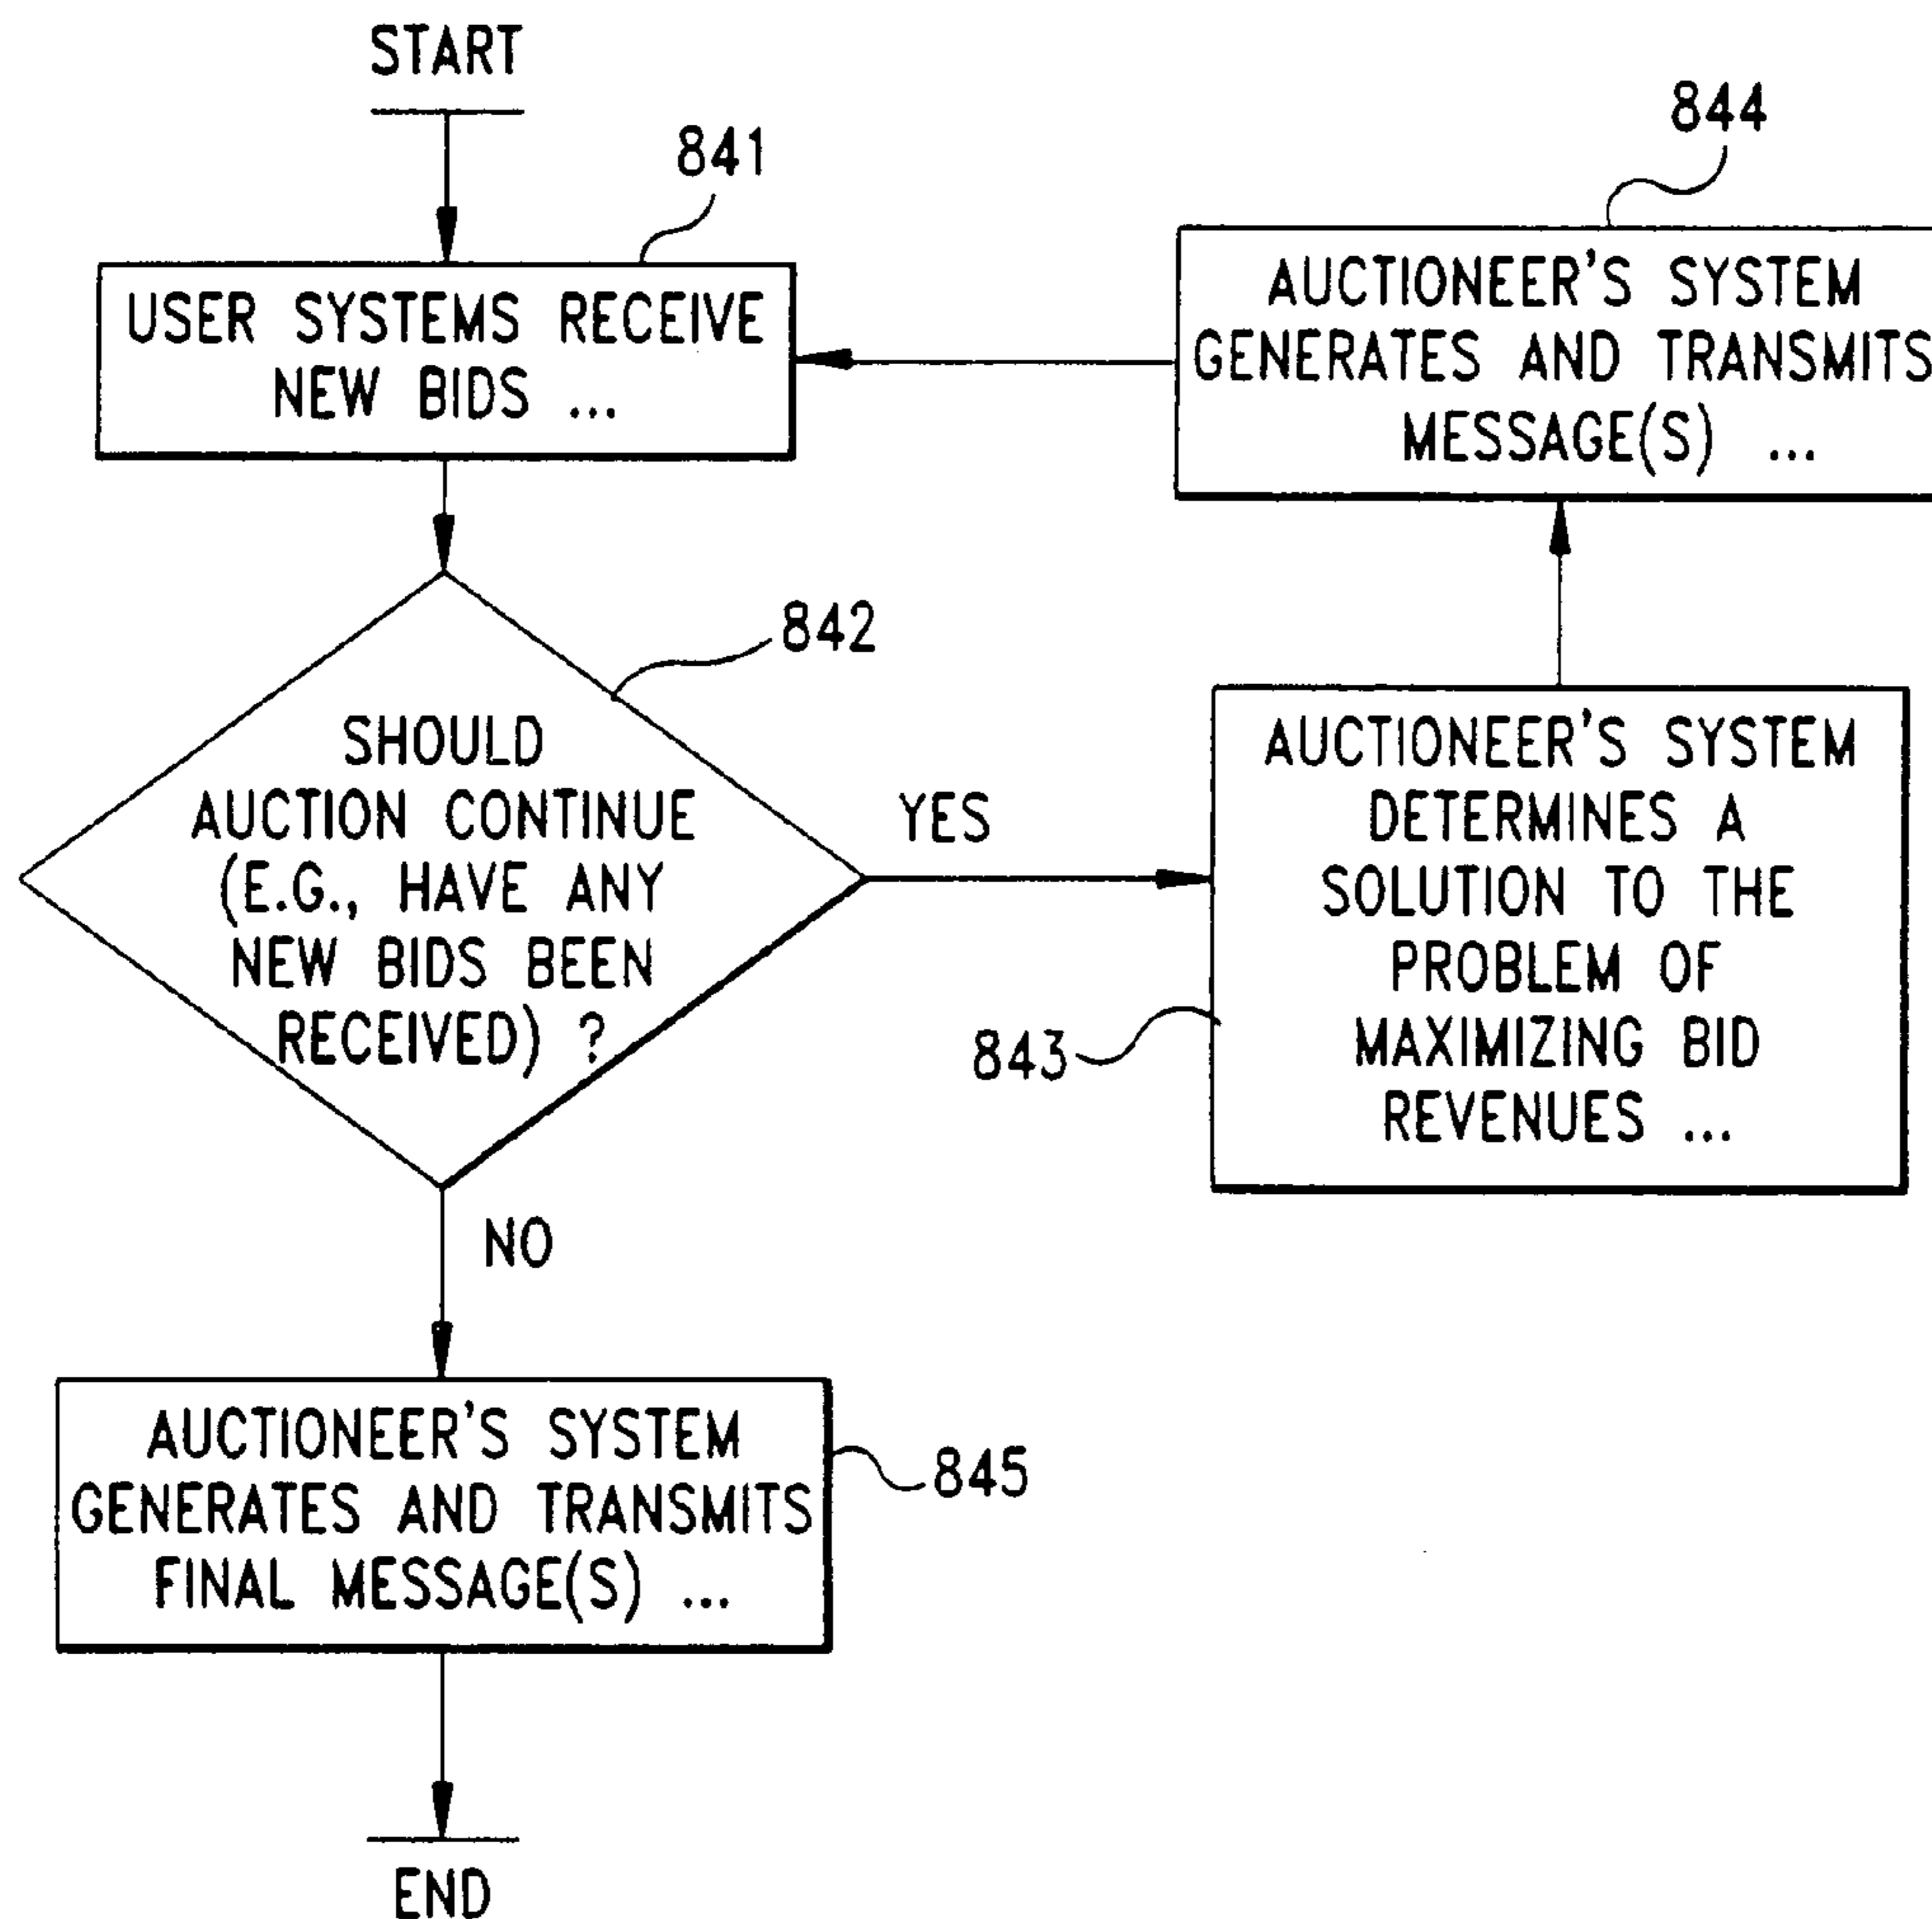 START
841
USER SYSTEMS RECEIVE
NEW BIDS ...
844
AUCTIONEER'S SYSTEM
GENERATES AND TRANSMITS
MESSAGE(S) ...
842
SHOULD
AUCTION CONTINUE
(E.G., HAVE ANY
NEW BIDS BEEN
RECEIVED) ?
YES
843
AUCTIONEER'S SYSTEM
DETERMINES A
SOLUTION TO THE
PROBLEM OF
MAXIMIZING BID
REVENUES ...
NO
845
AUCTIONEER'S SYSTEM
GENERATES AND TRANSMITS
FINAL MESSAGE(S) ...
END